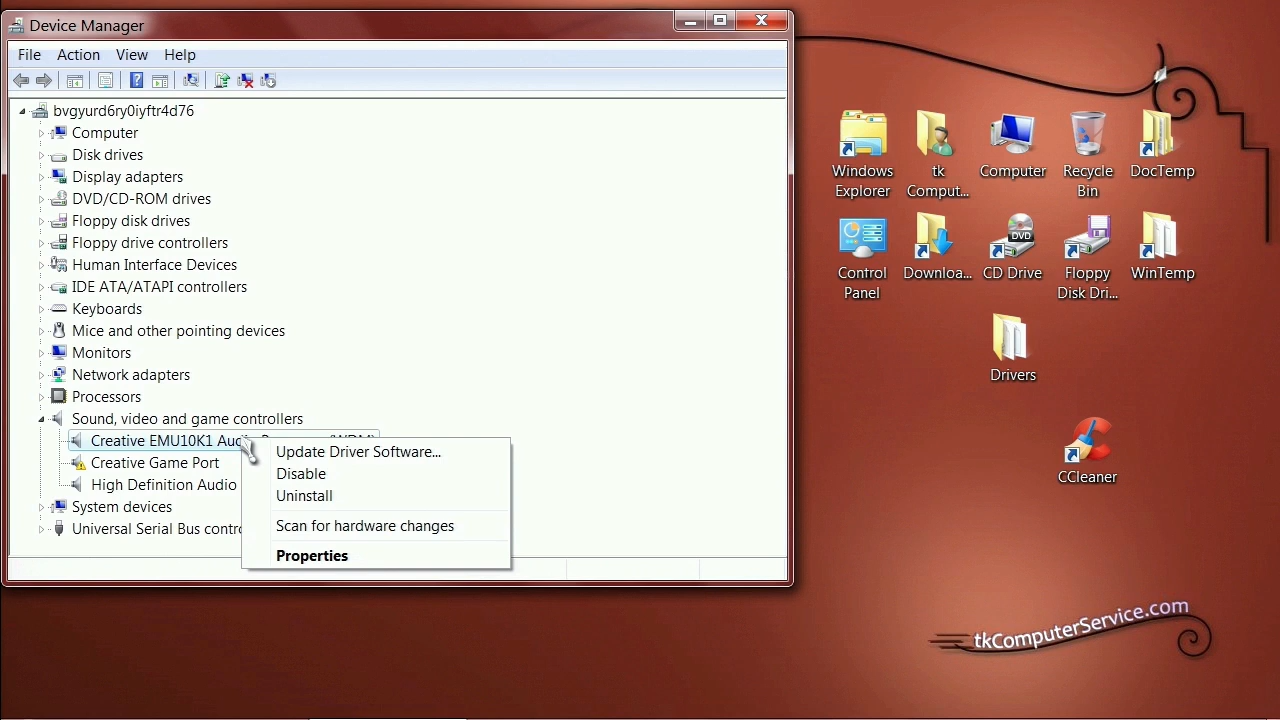 Device Manager
File Action View Help
bvgyurd6ry0iyftr4d76
Computer
Disk drives
Display adapters
DVD/CD-ROM drives
Floppy disk drives
Floppy drive controllers
Human Interface Devices
IDE ATA/ATAPI controllers
Keyboards
Mice and other pointing devices
Monitors
Network adapters
Processors
Sound, video and game controllers
Creative EMU10K1
Creative Game Port
High Definition Audio
System devices
Universal Serial Bus
Update Driver Software...
Disable
Uninstall
Scan for hardware changes
Properties
Windows Explorer
tk Comput...
Computer
Recycle Bin
DocTemp
Control Panel
Downloa...
DVD
CD Drive
Floppy Disk Dri...
WinTemp
Drivers
CCleaner
tkComputerService.com